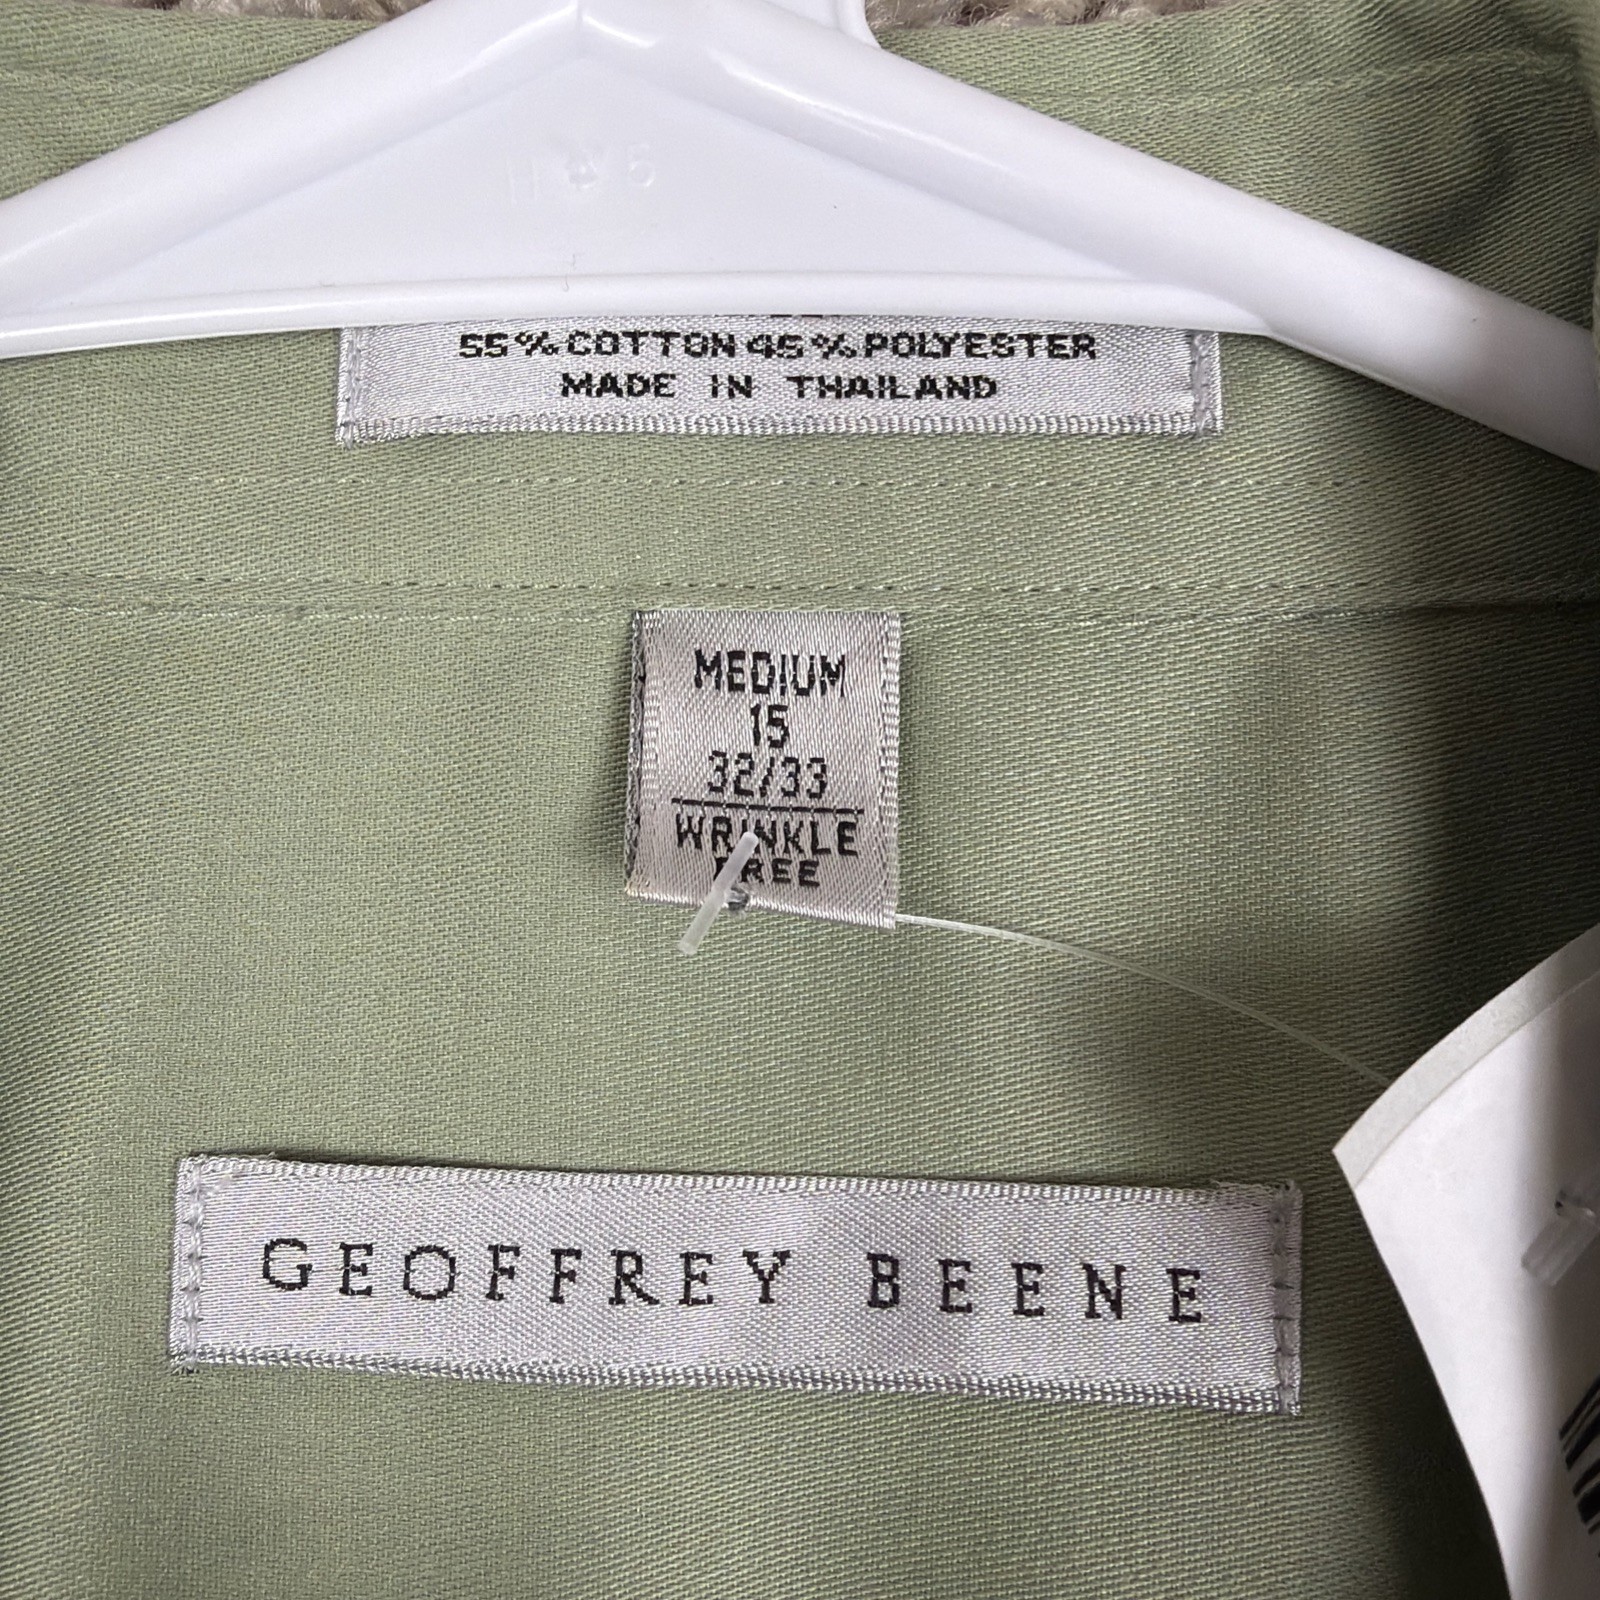 55% COTTON 45% POLYESTER
MADE IN THAILAND
MEDIUM
15
32/33
WRINKLE
FREE
GEOFFREY BEENE